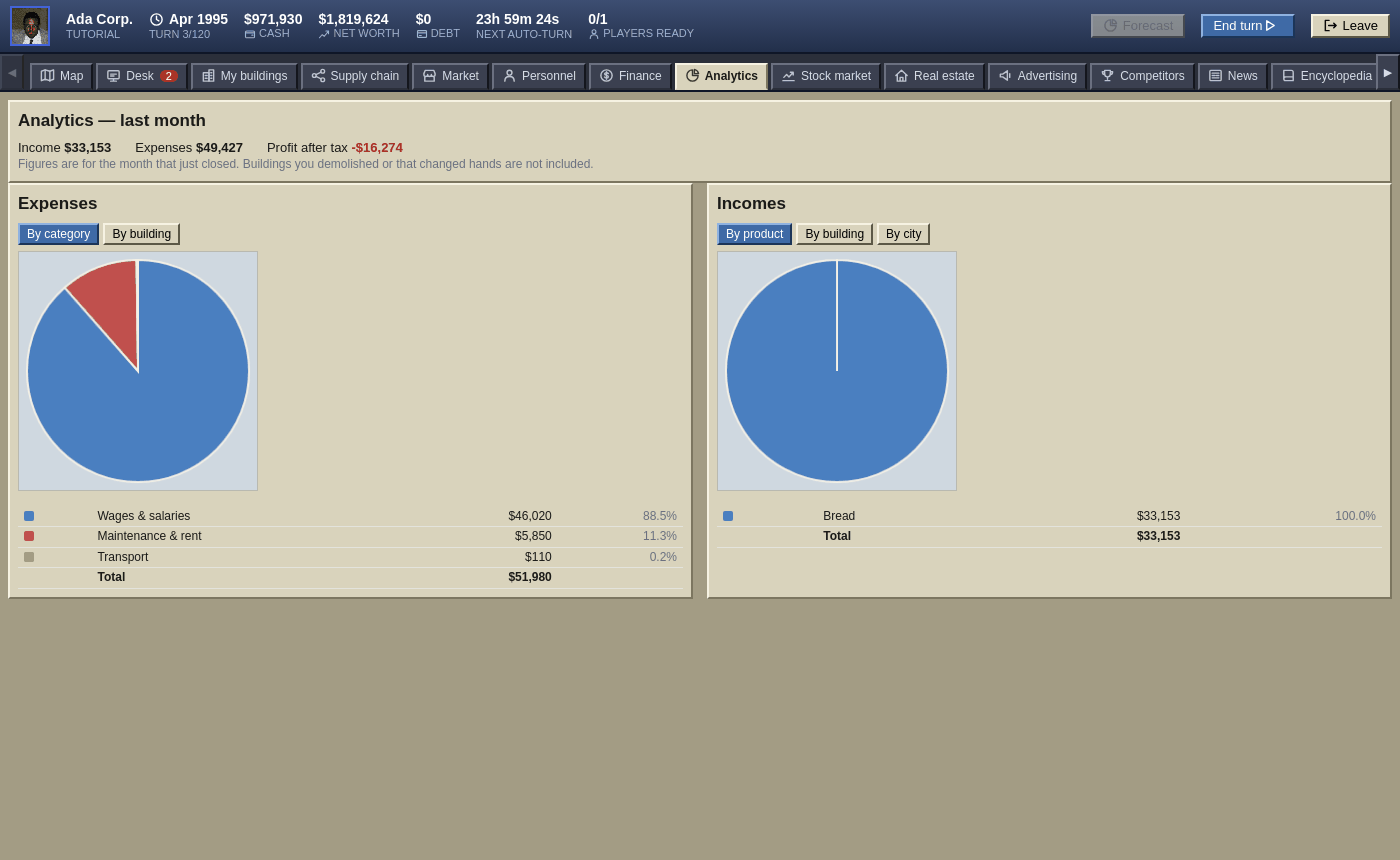 Ada Corp.
TUTORIAL
Apr 1995
TURN 3/120
$971,930
CASH
$1,819,624
NET WORTH
$0
DEBT
23h 59m 24s
NEXT AUTO-TURN
0/1
PLAYERS READY
Forecast
End turn
Leave
Map
Desk 2
My buildings
Supply chain
Market
Personnel
Finance
Analytics
Stock market
Real estate
Advertising
Competitors
News
Encyclopedia
Analytics — last month
Income $33,153 Expenses $49,427 Profit after tax -$16,274
Figures are for the month that just closed. Buildings you demolished or that changed hands are not included.
Expenses
By category By building
Wages & salaries $46,020 88.5%
Maintenance & rent $5,850 11.3%
Transport $110 0.2%
Total $51,980
Incomes
By product By building By city
Bread $33,153 100.0%
Total $33,153